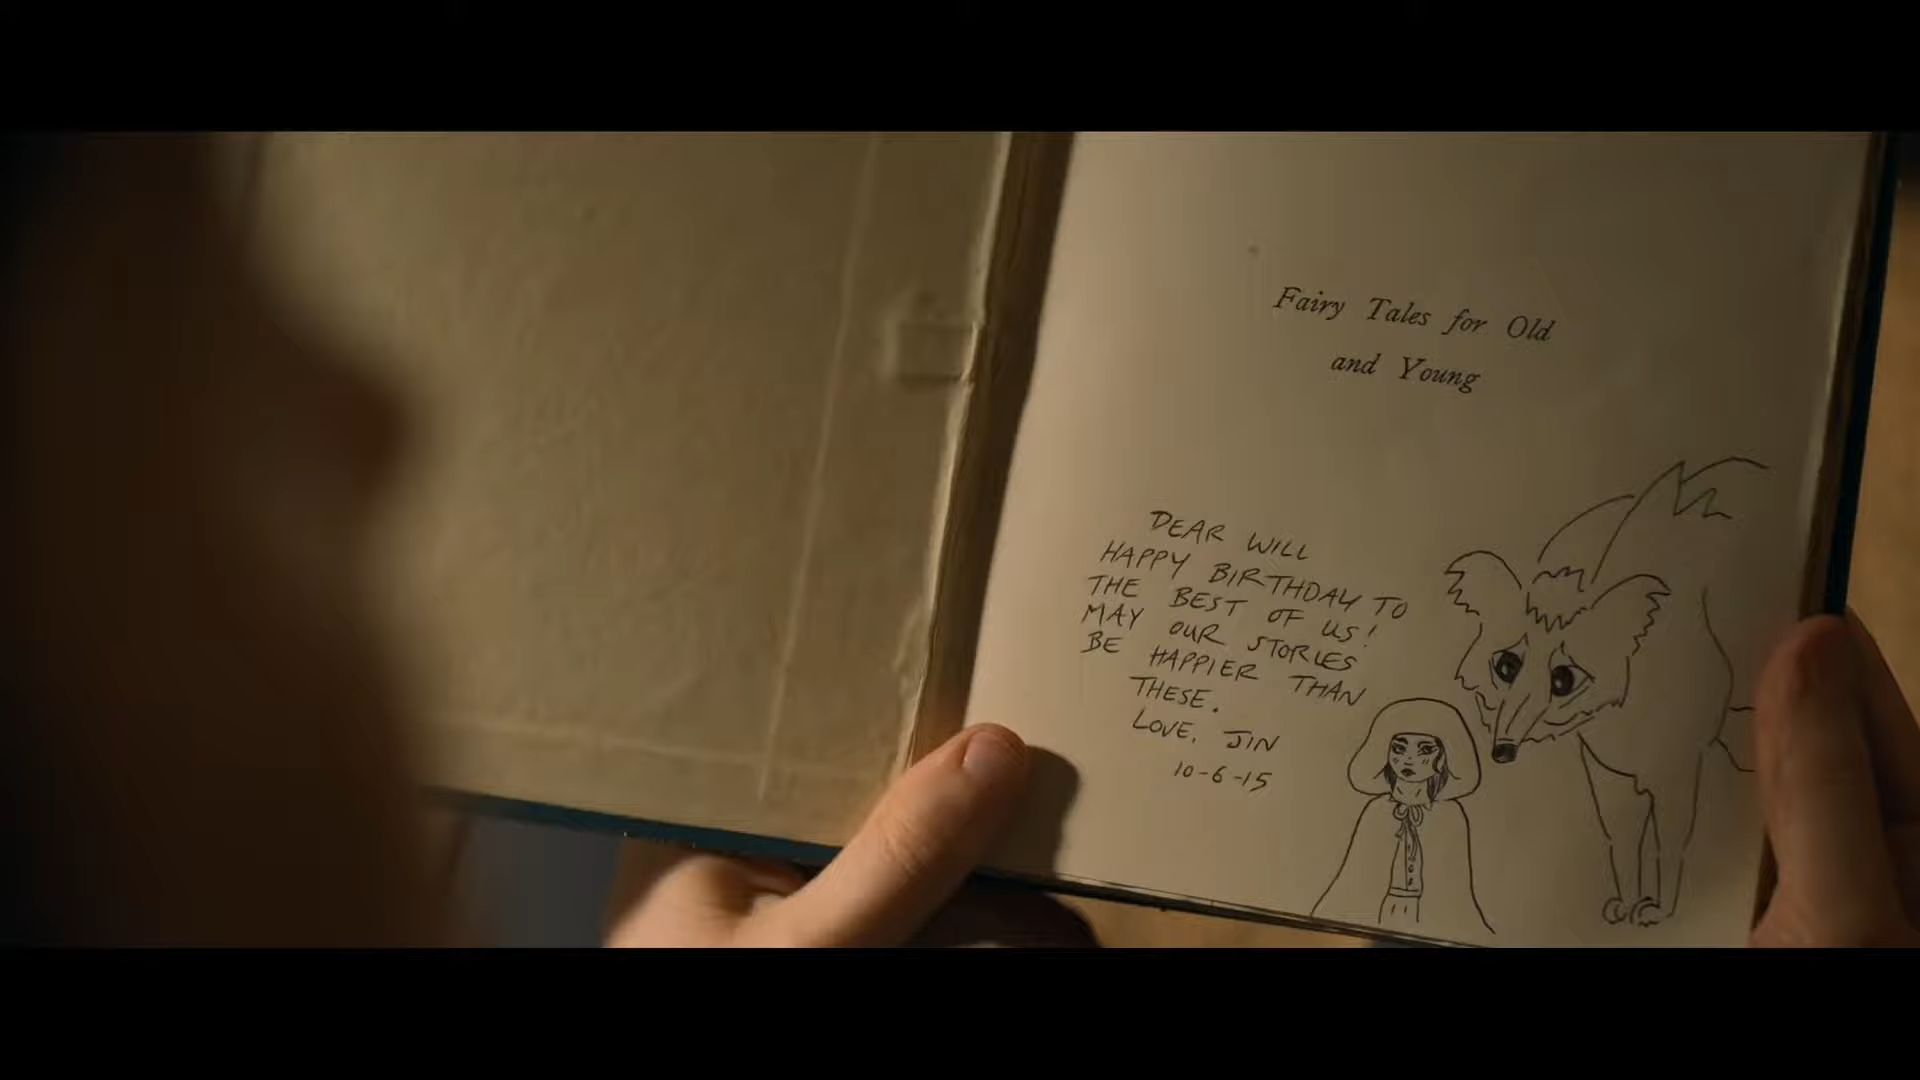 Fairy Tales for Old
and Young
DEAR WILL
HAPPY BIRTHDAY TO
THE BEST OF US!
MAY OUR STORIES
BE HAPPIER THAN
THESE.
LOVE, JIN
10-6-15